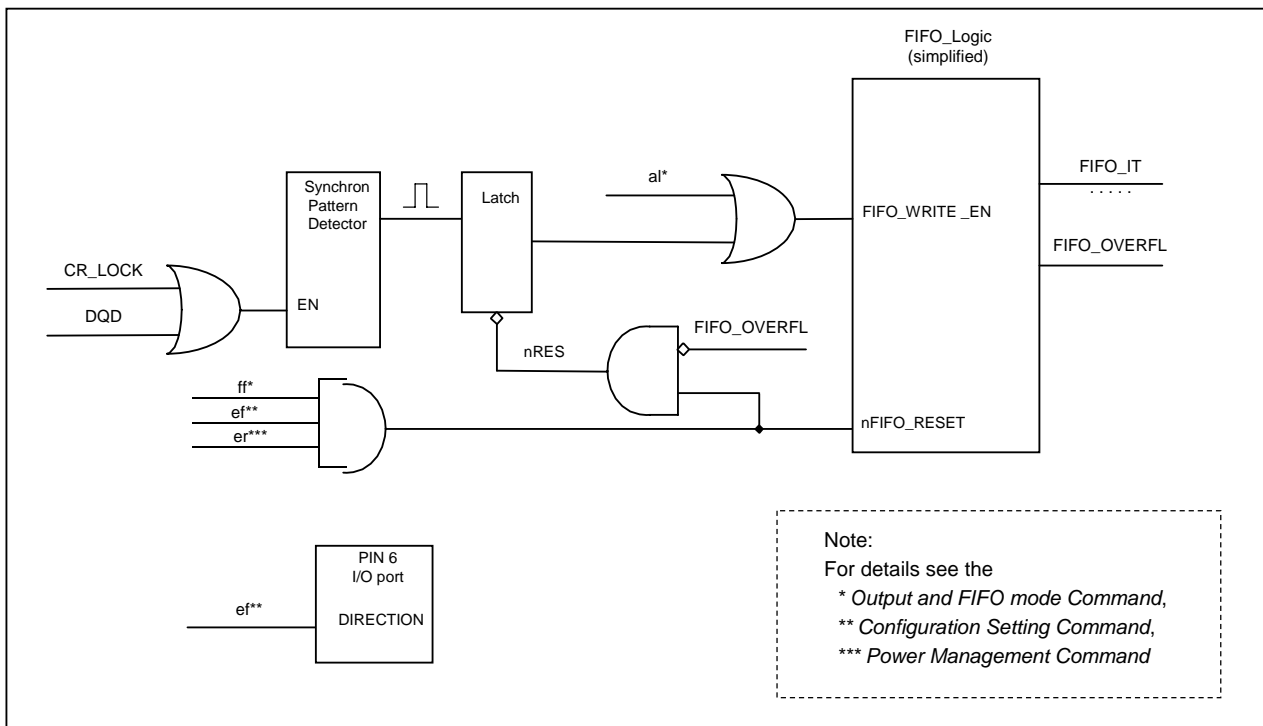 FIFO_Logic
(simplified)
FIFO_IT
. . . . .
al*
Synchron
Pattern
Detector
Latch
FIFO_WRITE _EN
FIFO_OVERFL
CR_LOCK
EN
DQD
FIFO_OVERFL
nRES
ff*
ef**
er***
nFIFO_RESET
PIN 6
I/O port
ef**
DIRECTION
Note:
For details see the
* Output and FIFO mode Command,
** Configuration Setting Command,
*** Power Management Command